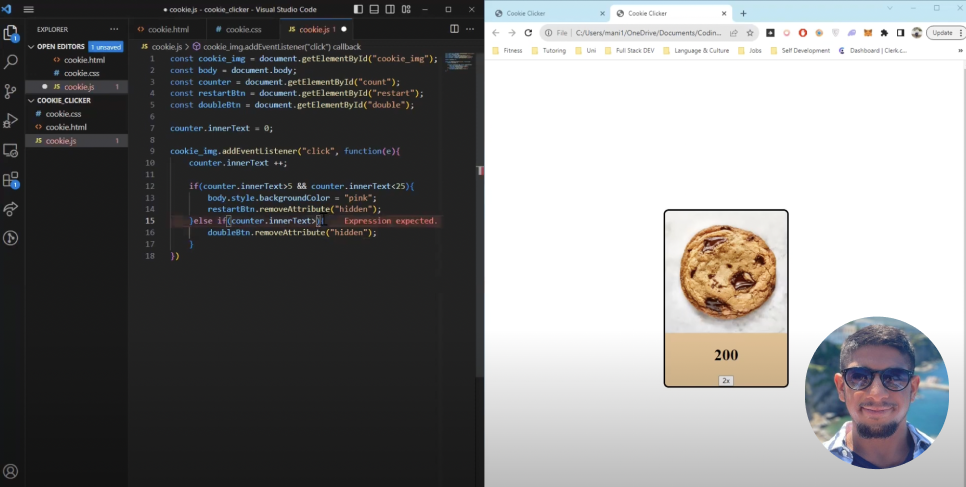 ● cookie.js - cookie_clicker - Visual Studio Code
EXPLORER
OPEN EDITORS 1 unsaved
cookie.html
cookie.css
JS cookie.js 1
COOKIE_CLICKER
# cookie.css
cookie.html
JS cookie.js 1
cookie.html
# cookie.css
JS cookie.js 1
JS cookie.js > cookie_img.addEventListener("click") callback
1 const cookie_img = document.getElementById("cookie_img");
2 const body = document.body;
3 const counter = document.getElementById("count");
4 const restartBtn = document.getElementById("restart");
5 const doubleBtn = document.getElementById("double");
6
7 counter.innerText = 0;
8
9 cookie_img.addEventListener("click", function(e){
10 counter.innerText ++;
11
12 if(counter.innerText>5 && counter.innerText<25){
13 body.style.backgroundColor = "pink";
14 restartBtn.removeAttribute("hidden");
15 }else if(counter.innerText>) Expression expected.
16 doubleBtn.removeAttribute("hidden");
17 }
18 })
Cookie Clicker
Cookie Clicker
File C:/Users/mani1/OneDrive/Documents/Codin...
Update
Fitness
Tutoring
Uni
Full Stack DEV
Language & Culture
Jobs
Self Development
Dashboard | Clerk.c...
200
2x